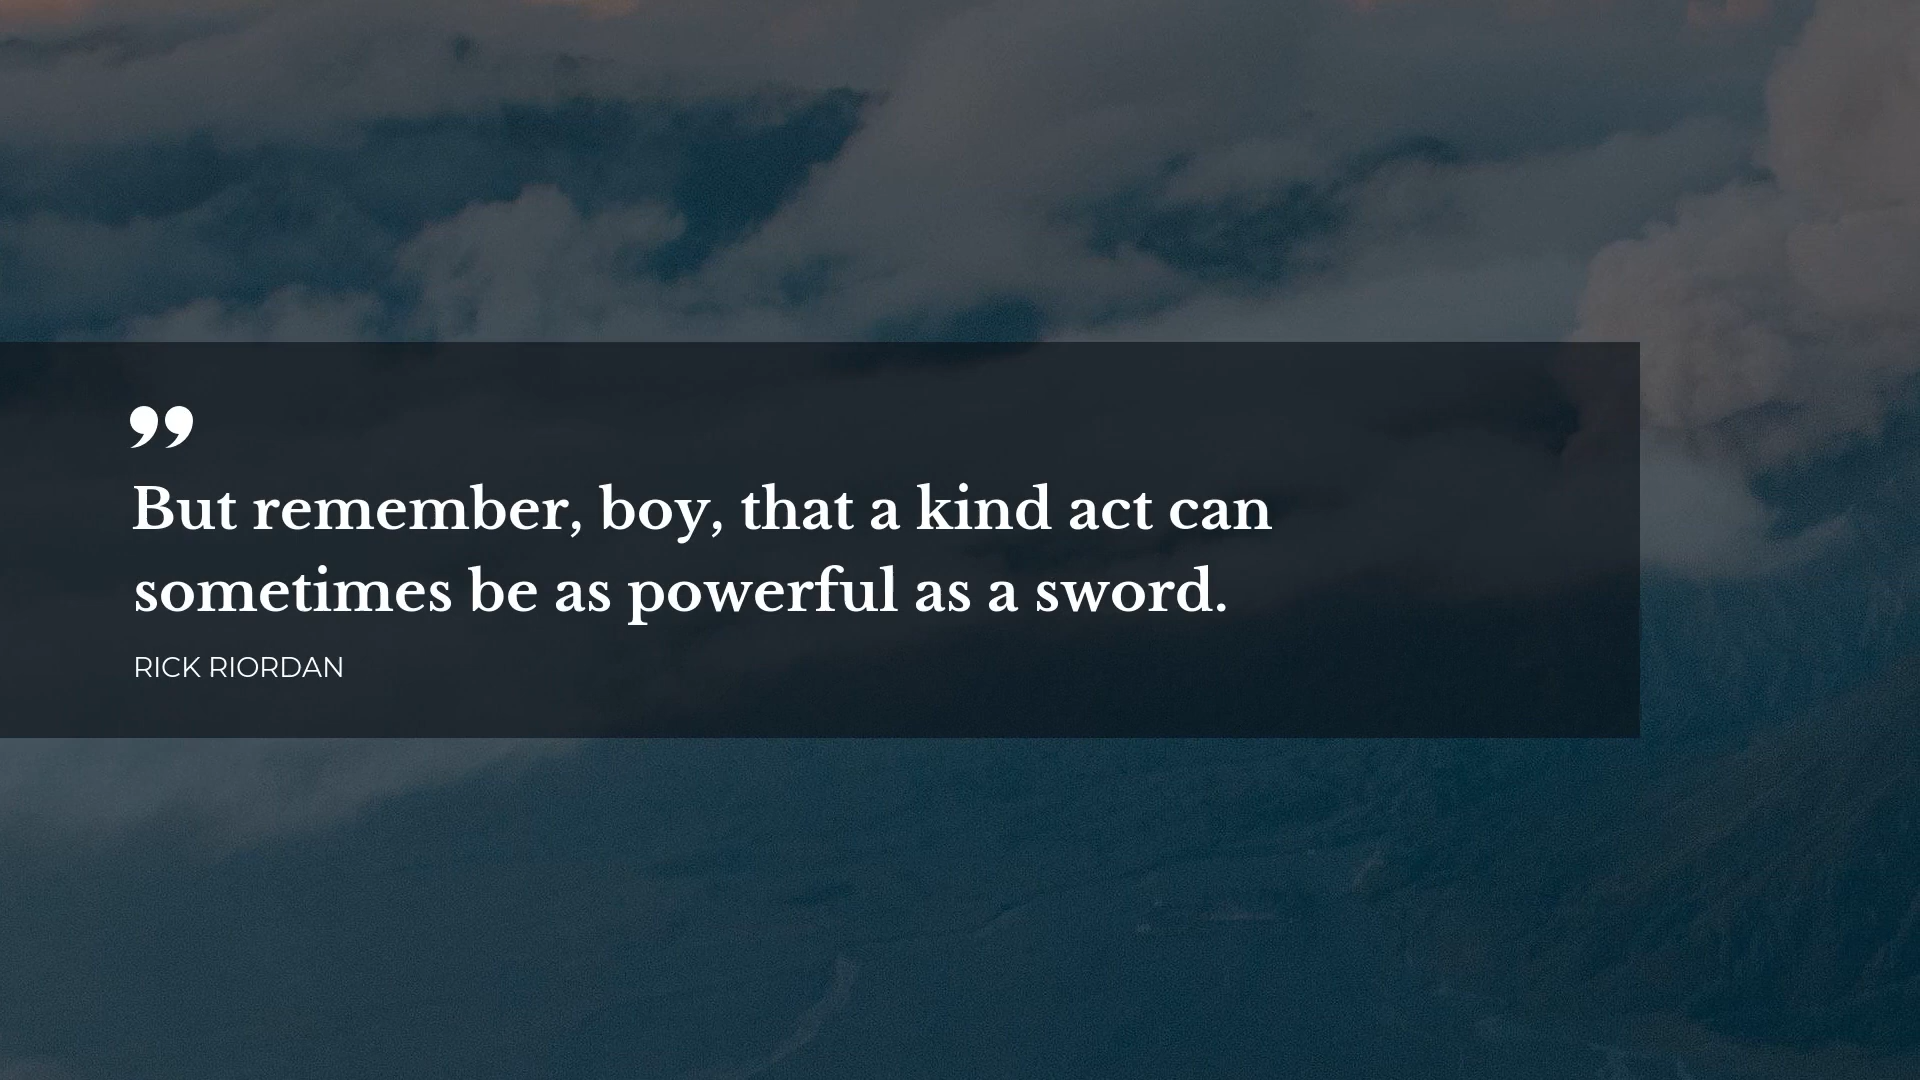 ”
But remember, boy, that a kind act can
sometimes be as powerful as a sword.
RICK RIORDAN